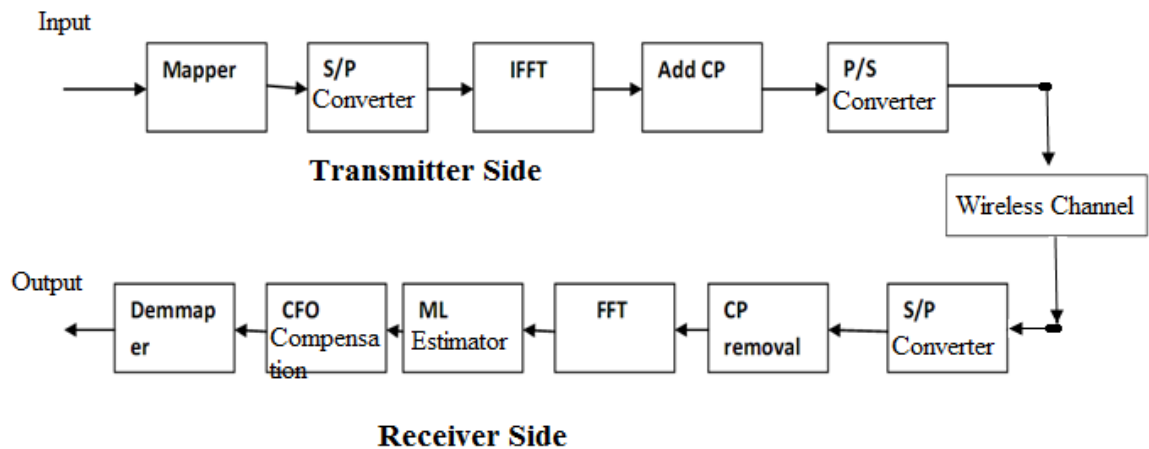 Input
Mapper
S/P
Converter
IFFT
Add CP
P/S
Converter
Transmitter Side
Wireless Channel
Output
Demmap
er
CFO
Compensa
tion
ML
Estimator
FFT
CP
removal
S/P
Converter
Receiver Side